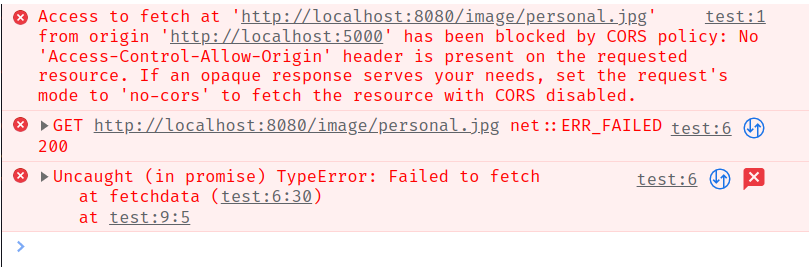 Access to fetch at 'http://localhost:8080/image/personal.jpg' test:1
from origin 'http://localhost:5000' has been blocked by CORS policy: No
'Access-Control-Allow-Origin' header is present on the requested
resource. If an opaque response serves your needs, set the request's
mode to 'no-cors' to fetch the resource with CORS disabled.
GET http://localhost:8080/image/personal.jpg net::ERR_FAILED test:6
200
Uncaught (in promise) TypeError: Failed to fetch test:6
at fetchdata (test:6:30)
at test:9:5